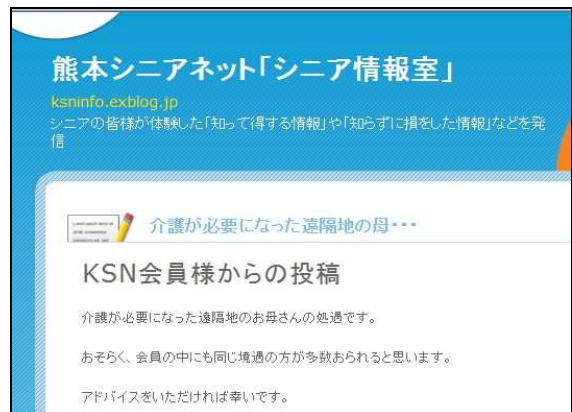 熊本シニアネット「シニア情報室」
ksninfo.exblog.jp
シニアの皆様が体験した「知って得する情報」や「知らずに損をした情報」などを発
信
介護が必要になった遠隔地の母・・・
KSN会員様からの投稿
介護が必要になった遠隔地のお母さんの処遇です。
おそらく、会員の中にも同じ境遇の方が多数おられると思います。
アドバイスをいただければ幸いです。